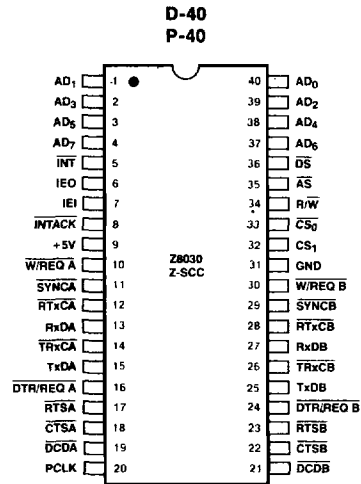 D-40
P-40
AD1 1 40 AD0
AD3 2 39 AD2
AD5 3 38 AD4
AD7 4 37 AD6
INT 5 36 DS
IEO 6 35 AS
IEI 7 34 R/W
INTACK 8 33 CS0
+5V 9 32 CS1
Z8030
Z-SCC
W/REQ A 10 31 GND
SYNCA 11 30 W/REQ B
RTxCA 12 29 SYNCB
RxDA 13 28 RTxCB
TRxCA 14 27 RxDB
TxDA 15 26 TRxCB
DTR/REQ A 16 25 TxDB
RTSA 17 24 DTR/REQ B
CTSA 18 23 RTSB
DCDA 19 22 CTSB
PCLK 20 21 DCDB